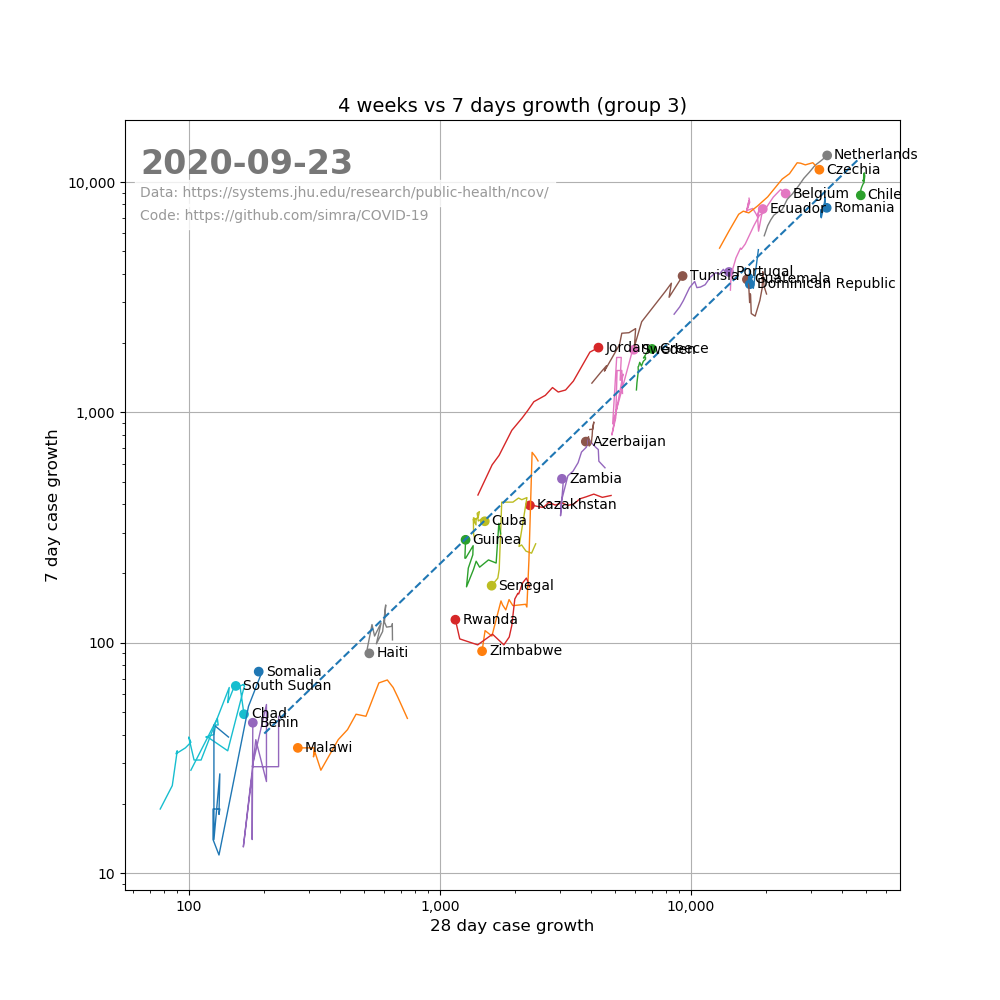 4 weeks vs 7 days growth (group 3)
2020-09-23
Data: https://systems.jhu.edu/research/public-health/ncov/
Code: https://github.com/simra/COVID-19
Netherlands
Czechia
Belgium
Chile
Ecuador
Romania
Portugal
Tunisia
Guatemala
Dominican Republic
Jordan
Sweden
Greece
Azerbaijan
Zambia
Kazakhstan
Cuba
Guinea
Senegal
Rwanda
Zimbabwe
Haiti
Somalia
South Sudan
Chad
Benin
Malawi
10,000
1,000
100
10
7 day case growth
100
1,000
10,000
28 day case growth